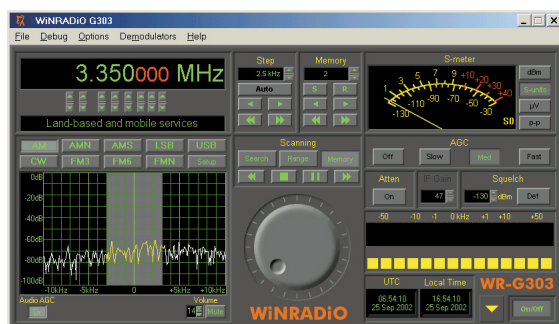 WiNRADiO G303
File Debug Options Demodulators Help
3.350000 MHz
Land-based and mobile services
Step
2.5 kHz
Auto
Memory
2
S R
S-meter
1 3 5 7 9 +10 +20 +30 +40
-130 -110 -90 -70 -50 -30
S0
dBm
S-units
µV
p-p
AM AMN AMS LSB USB
CW FM3 FM6 FMN Setup
Scanning
Search Range Memory
AGC
Off Slow Med Fast
Atten
On
IF Gain
47
Squelch
-130 dBm Det
0dB
-20dB
-40dB
-60dB
-80dB
-100dB
-10kHz -5kHz 0 +5kHz +10kHz
Audio AGC
On
Volume
14 Mute
WiNRADiO
-50 -10 -1 0 kHz +1 +10 +50
UTC
06:54:10
25 Sep 2002
Local Time
16:54:10
25 Sep 2002
WR-G303
On/Off